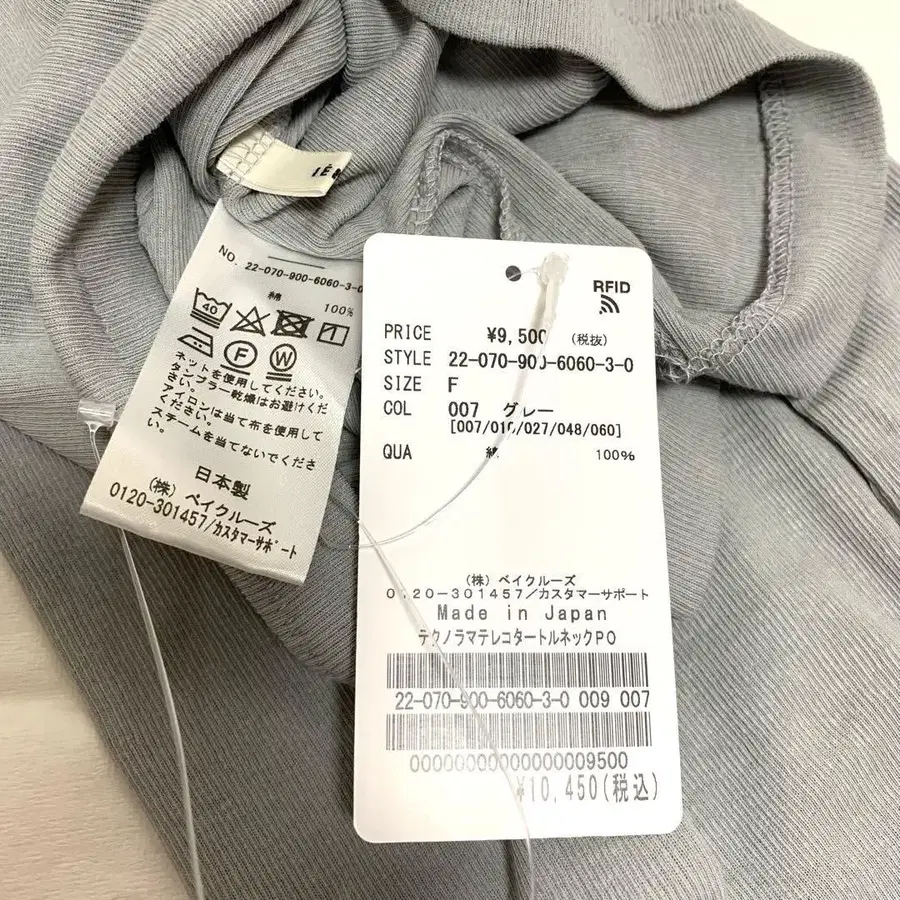 IÉ
No. 22-070-900-6060-3-0
綿
100%
40
F
W
ネットを使用してください。
タンブラー乾燥はお避けください。
アイロンは当て布を使用してください。
スチームを当てないでください。
日本製
(株) ベイクルーズ
0120-301457/カスタマーサポート
RFID
PRICE ¥9,500 (税抜)
STYLE 22-070-900-6060-3-0
SIZE F
COL 007 グレー
[007/010/027/048/060]
QUA 綿 100%
(株) ベイクルーズ
0120-301457/カスタマーサポート
Made in Japan
テクノラマテレコタートルネックPO
22-070-900-6060-3-0 009 007
00000000000000009500
¥10,450(税込)